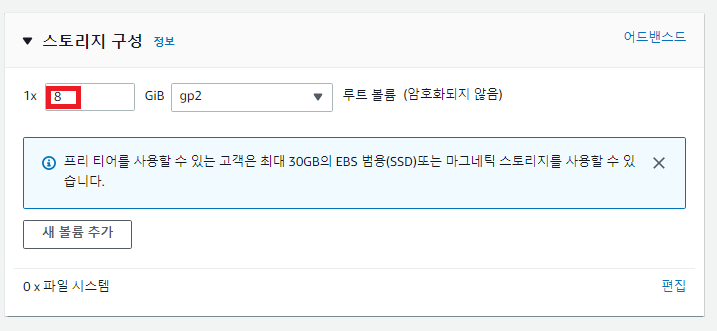 ▼ 스토리지 구성 정보 어드밴스드
1x 8 GiB gp2 루트 볼륨 (암호화되지 않음)
프리 티어를 사용할 수 있는 고객은 최대 30GB의 EBS 범용(SSD)또는 마그네틱 스토리지를 사용할 수 있
습니다.
새 볼륨 추가
0 x 파일 시스템 편집